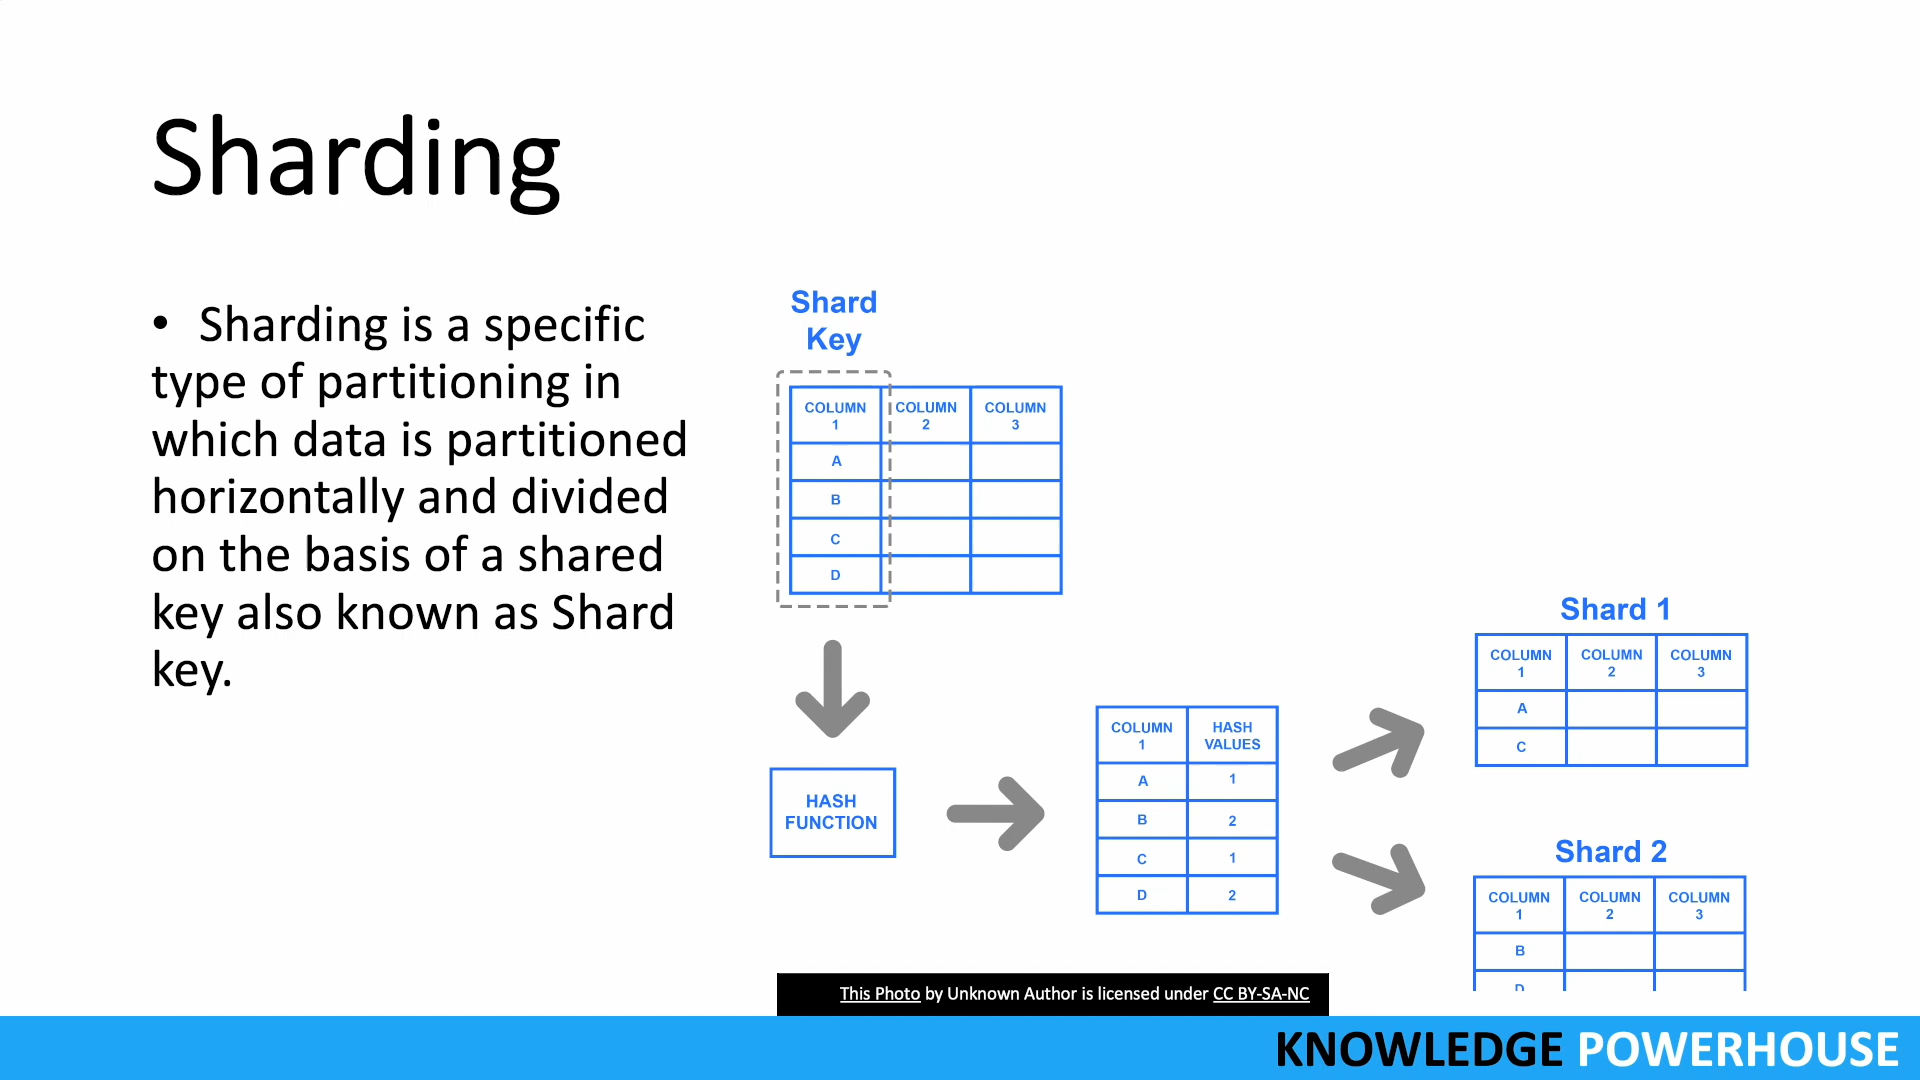 Sharding
• Sharding is a specific
type of partitioning in
which data is partitioned
horizontally and divided
on the basis of a shared
key also known as Shard
key.
Shard
Key
COLUMN 1 COLUMN 2 COLUMN 3
A
B
C
D
HASH
FUNCTION
COLUMN 1 HASH VALUES
A 1
B 2
C 1
D 2
Shard 1
COLUMN 1 COLUMN 2 COLUMN 3
A
C
Shard 2
COLUMN 1 COLUMN 2 COLUMN 3
B
D
This Photo by Unknown Author is licensed under CC BY-SA-NC
KNOWLEDGE POWERHOUSE